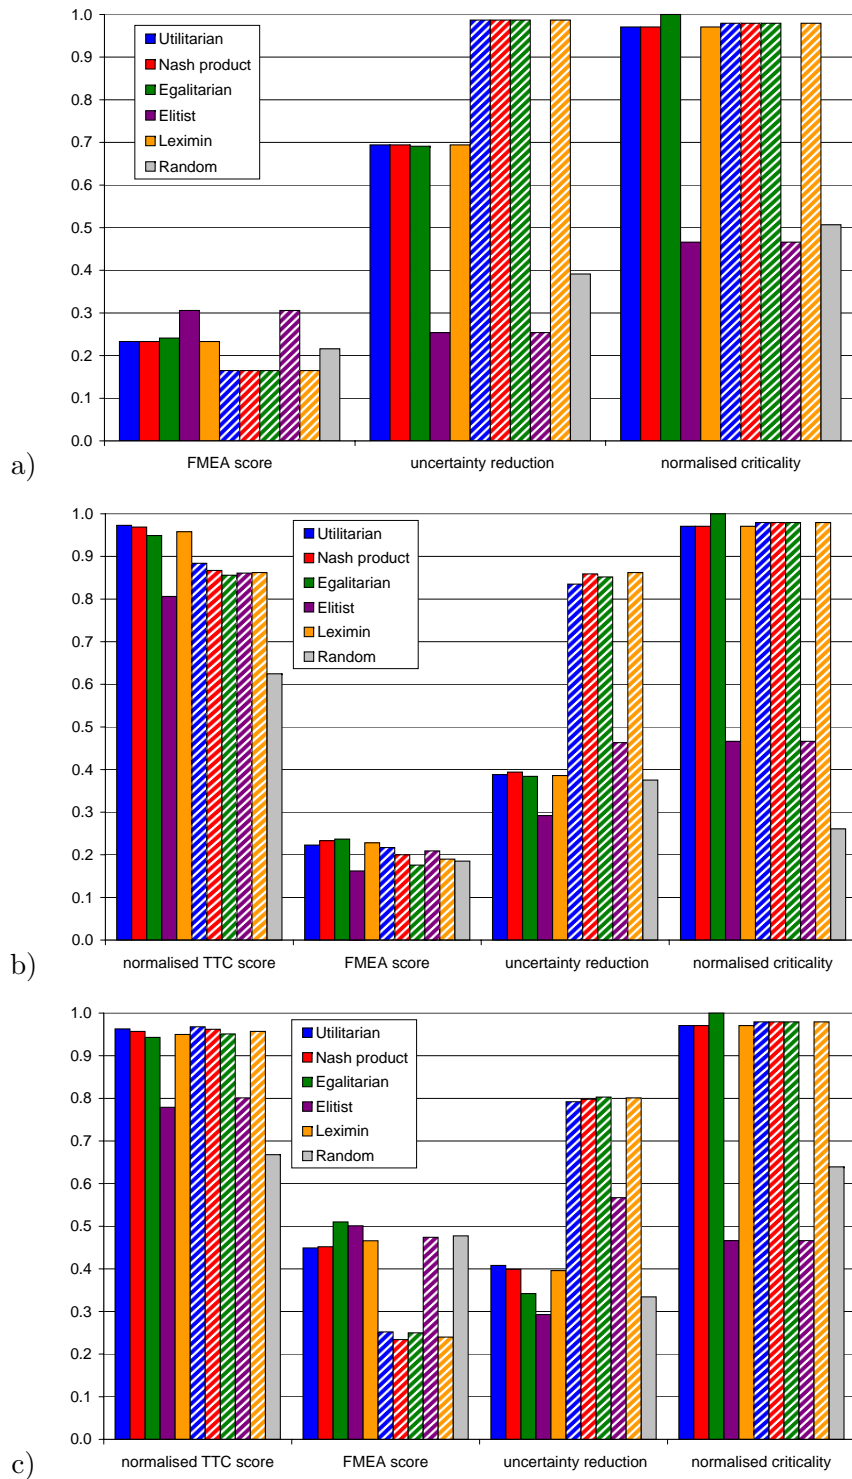 1.0
0.9
0.8
0.7
0.6
0.5
0.4
0.3
0.2
0.1
0.0
Utilitarian
Nash product
Egalitarian
Elitist
Leximin
Random
FMEA score uncertainty reduction normalised criticality
a)
1.0
0.9
0.8
0.7
0.6
0.5
0.4
0.3
0.2
0.1
0.0
Utilitarian
Nash product
Egalitarian
Elitist
Leximin
Random
normalised TTC score FMEA score uncertainty reduction normalised criticality
b)
1.0
0.9
0.8
0.7
0.6
0.5
0.4
0.3
0.2
0.1
0.0
Utilitarian
Nash product
Egalitarian
Elitist
Leximin
Random
normalised TTC score FMEA score uncertainty reduction normalised criticality
c)